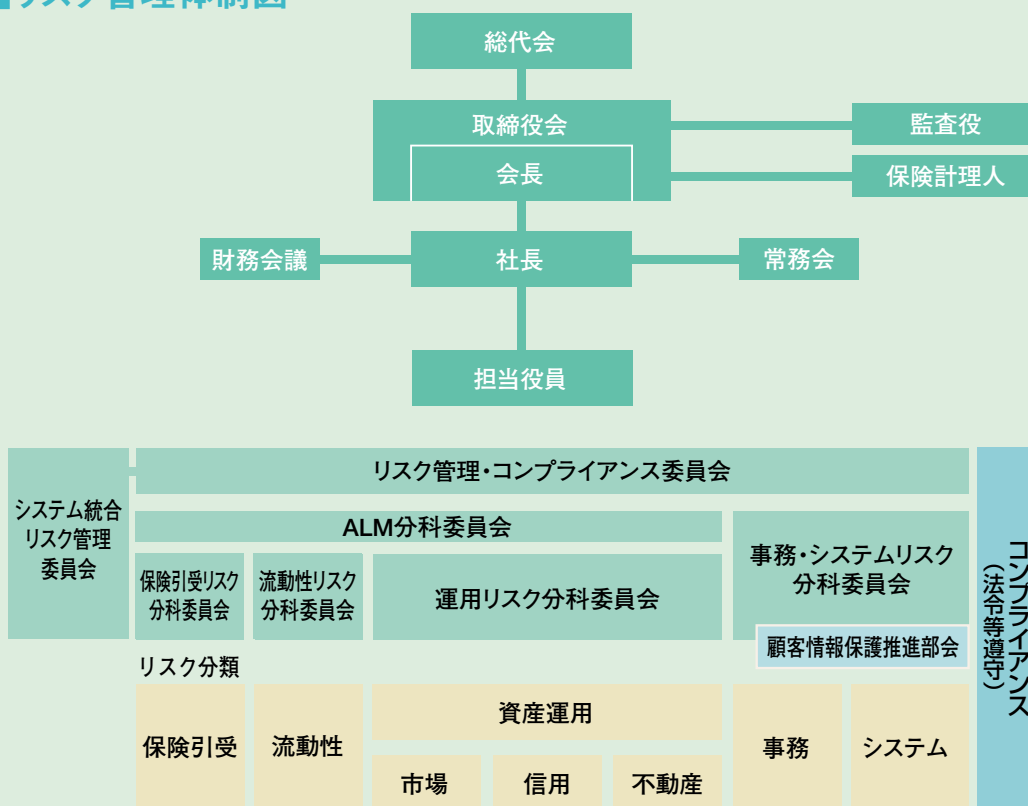 ■リスク管理体制図
総代会
取締役会
監査役
会長
保険計理人
財務会議
社長
常務会
担当役員
システム統合
リスク管理
委員会
リスク管理・コンプライアンス委員会
ALM分科委員会
保険引受リスク
分科委員会
流動性リスク
分科委員会
運用リスク分科委員会
事務・システムリスク
分科委員会
顧客情報保護推進部会
コンプライアンス
（法令等遵守）
リスク分類
保険引受
流動性
資産運用
市場
信用
不動産
事務
システム